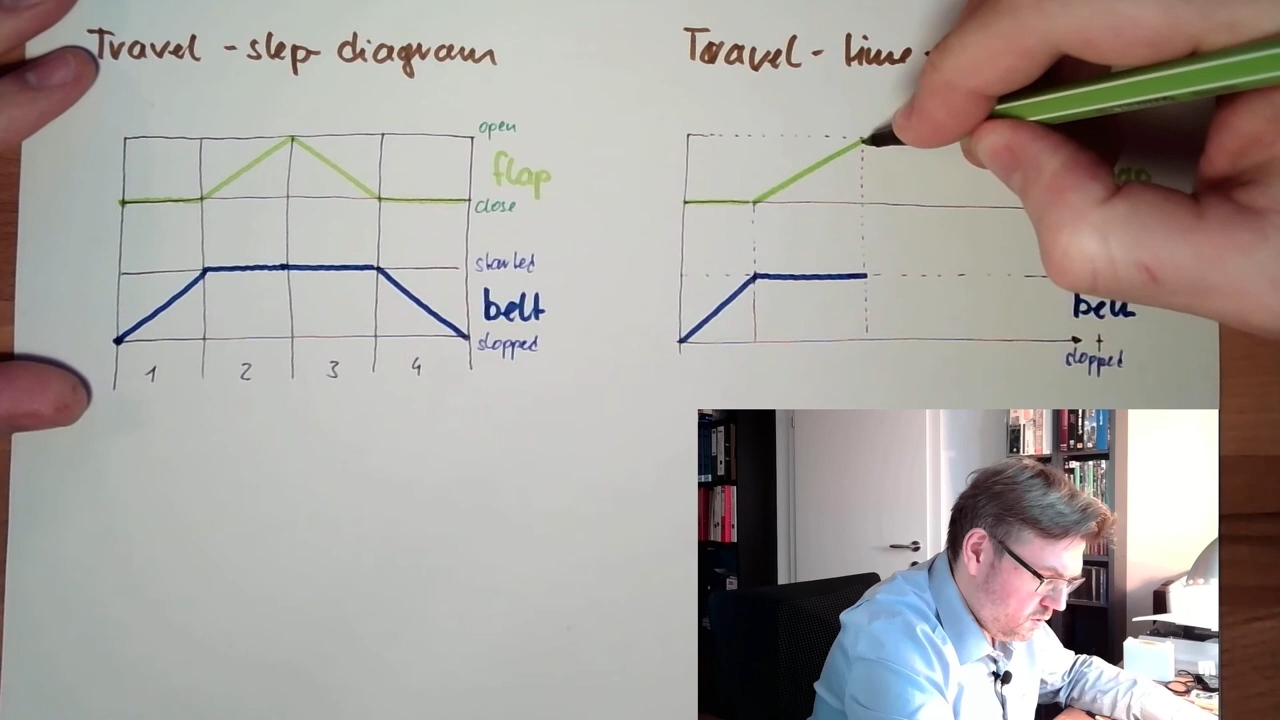 Travel - step diagram
Travel - time -
open
flap
close
started
belt
stopped
1 2 3 4
belt
t
stopped